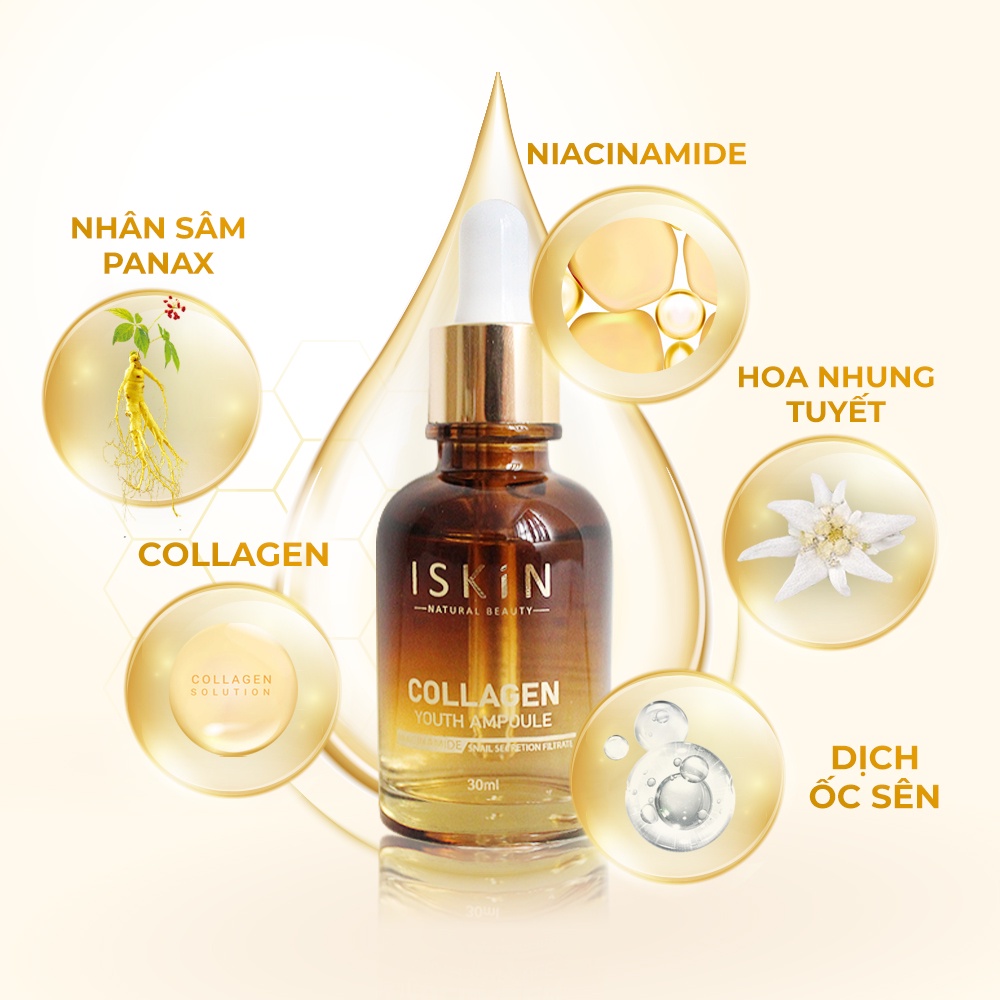 NIACINAMIDE
NHÂN SÂM
PANAX
HOA NHUNG
TUYẾT
COLLAGEN
COLLAGEN
SOLUTION
ISKiN
NATURAL BEAUTY
COLLAGEN
YOUTH AMPOULE
SNAIL SECRETION FILTRATE
30ml
DỊCH
ỐC SÊN